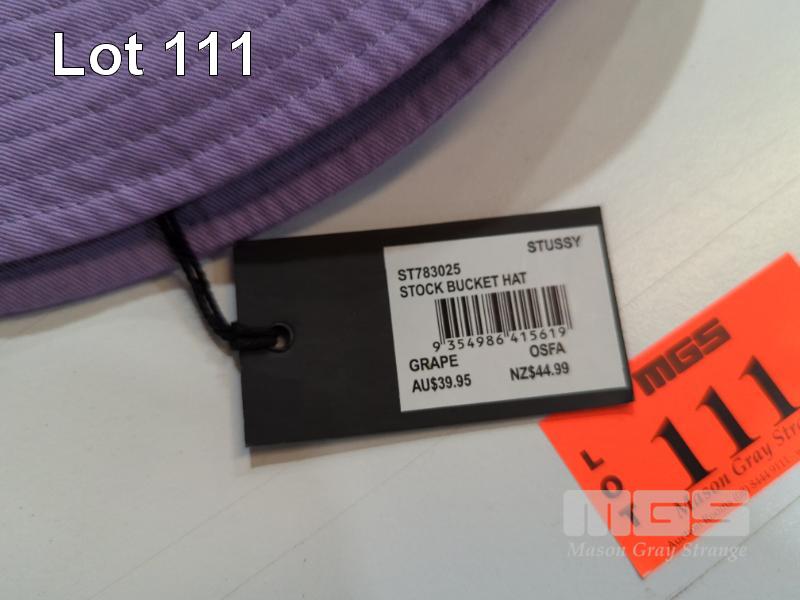 Lot 111
STUSSY
ST783025
STOCK BUCKET HAT
9 354986 415619
GRAPE OSFA
AU$39.95 NZ$44.99
MGS
LOT 111
Mason Gray Strange
MGS
Mason Gray Strange